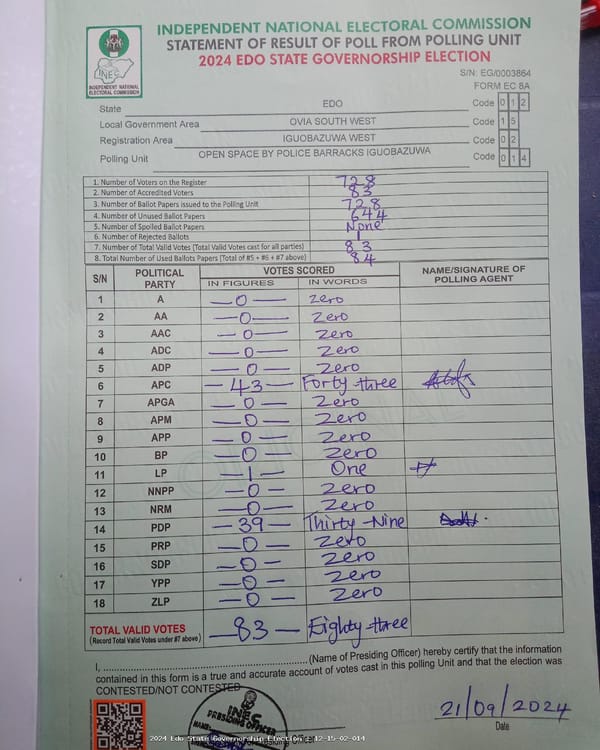 INDEPENDENT NATIONAL ELECTORAL COMMISSION
STATEMENT OF RESULT OF POLL FROM POLLING UNIT
2024 EDO STATE GOVERNORSHIP ELECTION
INEC
INDEPENDENT NATIONAL ELECTORAL COMMISSION
S/N: EG/0003864
FORM EC 8A
State EDO Code 0 1 2
Local Government Area OVIA SOUTH WEST Code 1 5
Registration Area IGUOBAZUWA WEST Code 0 2
Polling Unit OPEN SPACE BY POLICE BARRACKS IGUOBAZUWA Code 0 1 4
1. Number of Voters on the Register 728
2. Number of Accredited Voters 83
3. Number of Ballot Papers issued to the Polling Unit 728
4. Number of Unused Ballot Papers 644
5. Number of Spoiled Ballot Papers None
6. Number of Rejected Ballots 1
7. Number of Total Valid Votes (Total Valid Votes cast for all parties) 83
8. Total Number of Used Ballots Papers (Total of #5 + #6 + #7 above) 84
S/N POLITICAL PARTY VOTES SCORED NAME/SIGNATURE OF POLLING AGENT
IN FIGURES IN WORDS
1 A -0- Zero
2 AA -0- Zero
3 AAC -0- Zero
4 ADC -0- Zero
5 ADP -0- Zero
6 APC -43- Forty three
7 APGA -0- Zero
8 APM -0- Zero
9 APP -0- Zero
10 BP -0- Zero
11 LP -1- One
12 NNPP -0- Zero
13 NRM -0- Zero
14 PDP -39- Thirty-Nine
15 PRP -0- Zero
16 SDP -0- Zero
17 YPP -0- Zero
18 ZLP -0- Zero
TOTAL VALID VOTES -83- Eighty three
(Record Total Valid Votes under #7 above)
I, ........................................ (Name of Presiding Officer) hereby certify that the information
contained in this form is a true and accurate account of votes cast in this polling Unit and that the election was
CONTESTED/NOT CONTESTED
INEC
PRESIDING OFFICER
21/09/2024
Date
2024 Edo State Governorship Election - 12-15-02-014